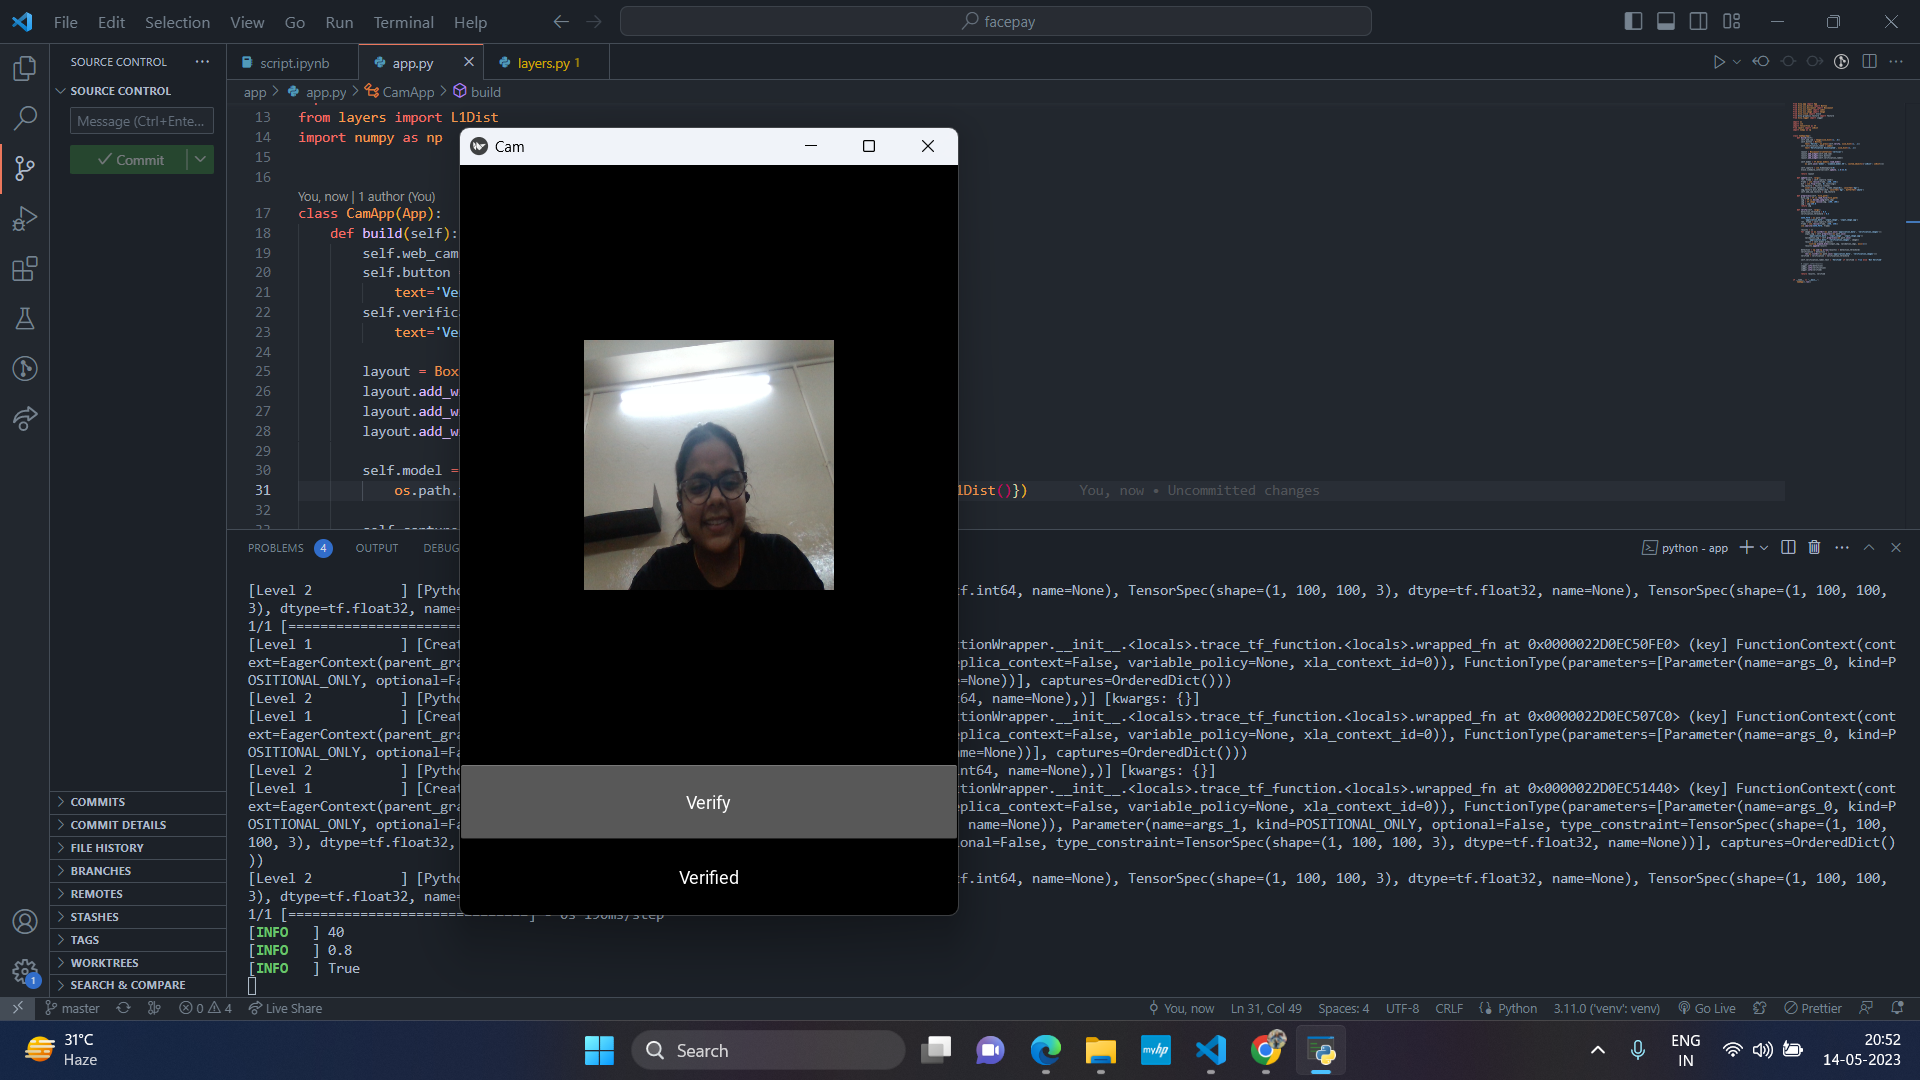 File Edit Selection View Go Run Terminal Help
facepay
SOURCE CONTROL
script.ipynb
app.py
layers.py 1
SOURCE CONTROL
app > app.py > CamApp > build
Message (Ctrl+Ente...
Commit
13 from layers import L1Dist
14 import numpy as np
15
16
You, now | 1 author (You)
17 class CamApp(App):
18 def build(self):
19 self.web_cam
20 self.button
21 text='Ve
22 self.verific
23 text='Ve
24
25 layout = Box
26 layout.add_w
27 layout.add_w
28 layout.add_w
29
30 self.model =
31 os.path. 1Dist()}) You, now • Uncommitted changes
32
Cam
Verify
Verified
PROBLEMS 4 OUTPUT DEBUG
python - app
[Level 2 ] [Pytho f.int64, name=None), TensorSpec(shape=(1, 100, 100, 3), dtype=tf.float32, name=None), TensorSpec(shape=(1, 100, 100,
3), dtype=tf.float32, name=
1/1 [======================
[Level 1 ] [Creat tionWrapper.__init__.<locals>.trace_tf_function.<locals>.wrapped_fn at 0x0000022D0EC50FE0> (key] FunctionContext(cont
ext=EagerContext(parent_gra eplica_context=False, variable_policy=None, xla_context_id=0)), FunctionType(parameters=[Parameter(name=args_0, kind=P
OSITIONAL_ONLY, optional=Fa =None))], captures=OrderedDict()))
[Level 2 ] [Pytho 64, name=None),)] [kwargs: {}]
[Level 1 ] [Creat tionWrapper.__init__.<locals>.trace_tf_function.<locals>.wrapped_fn at 0x0000022D0EC507C0> (key] FunctionContext(cont
ext=EagerContext(parent_gra eplica_context=False, variable_policy=None, xla_context_id=0)), FunctionType(parameters=[Parameter(name=args_0, kind=P
OSITIONAL_ONLY, optional=Fa ame=None))], captures=OrderedDict()))
[Level 2 ] [Pytho nt64, name=None),)] [kwargs: {}]
[Level 1 ] [Creat tionWrapper.__init__.<locals>.trace_tf_function.<locals>.wrapped_fn at 0x0000022D0EC51440> (key] FunctionContext(cont
ext=EagerContext(parent_gra eplica_context=False, variable_policy=None, xla_context_id=0)), FunctionType(parameters=[Parameter(name=args_0, kind=P
OSITIONAL_ONLY, optional=Fa name=None)), Parameter(name=args_1, kind=POSITIONAL_ONLY, optional=False, type_constraint=TensorSpec(shape=(1, 100,
100, 3), dtype=tf.float32, onal=False, type_constraint=TensorSpec(shape=(1, 100, 100, 3), dtype=tf.float32, name=None))], captures=OrderedDict()
))
[Level 2 ] [Pytho f.int64, name=None), TensorSpec(shape=(1, 100, 100, 3), dtype=tf.float32, name=None), TensorSpec(shape=(1, 100, 100,
3), dtype=tf.float32, name=
1/1 [==============================] - 0s 190ms/step
[INFO ] 40
[INFO ] 0.8
[INFO ] True
COMMITS
COMMIT DETAILS
FILE HISTORY
BRANCHES
REMOTES
STASHES
TAGS
WORKTREES
SEARCH & COMPARE
1
master 0 4 Live Share You, now Ln 31, Col 49 Spaces: 4 UTF-8 CRLF Python 3.11.0 ('venv': venv) Go Live Prettier
31°C
Haze
Search
myhp
ENG
IN
20:52
14-05-2023